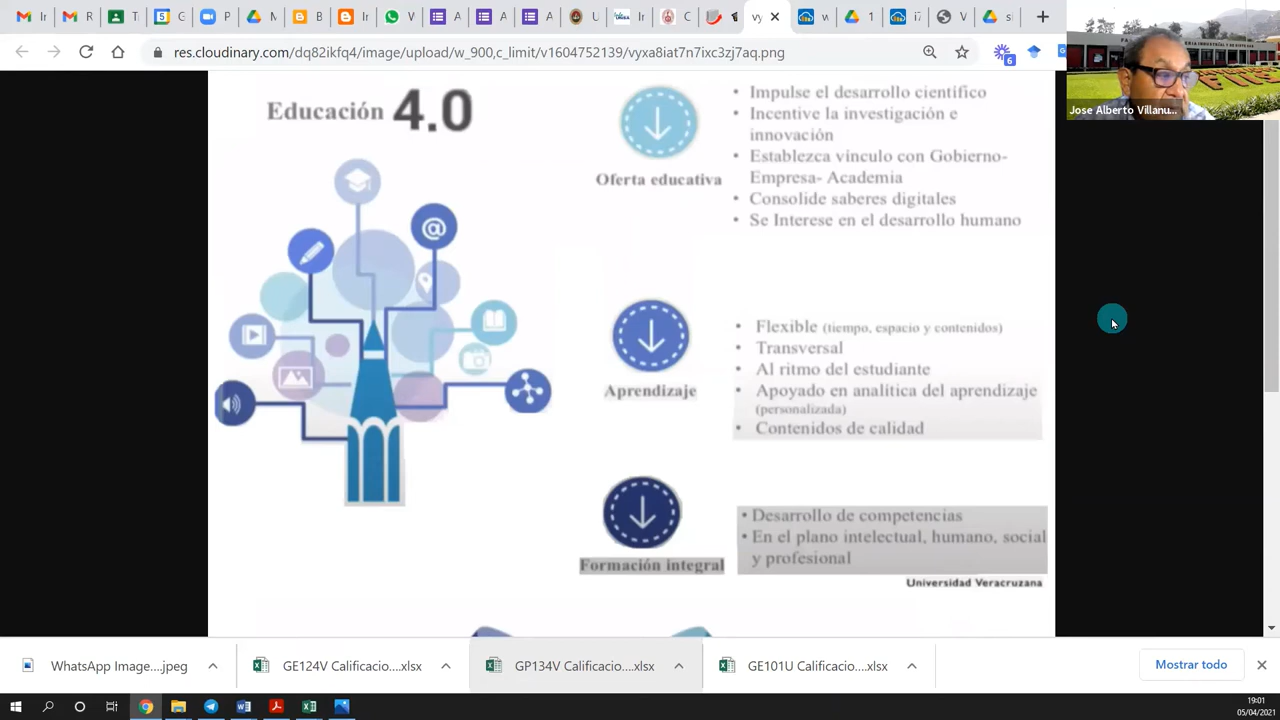 res.cloudinary.com/dq82ikfq4/image/upload/w_900,c_limit/v1604752139/vyxa8iat7n7ixc3zj7aq.png
Jose Alberto Villanu...
Educación 4.0
Oferta educativa
• Impulse el desarrollo científico
• Incentive la investigación e
innovación
• Establezca vínculo con Gobierno-
Empresa- Academia
• Consolide saberes digitales
• Se Interese en el desarrollo humano
Aprendizaje
• Flexible (tiempo, espacio y contenidos)
• Transversal
• Al ritmo del estudiante
• Apoyado en analítica del aprendizaje
(personalizada)
• Contenidos de calidad
Formación integral
• Desarrollo de competencias
• En el plano intelectual, humano, social
y profesional
Universidad Veracruzana
WhatsApp Image....jpeg
GE124V Calificacio....xlsx
GP134V Calificacio....xlsx
GE101U Calificacio....xlsx
Mostrar todo
19:01
05/04/2021